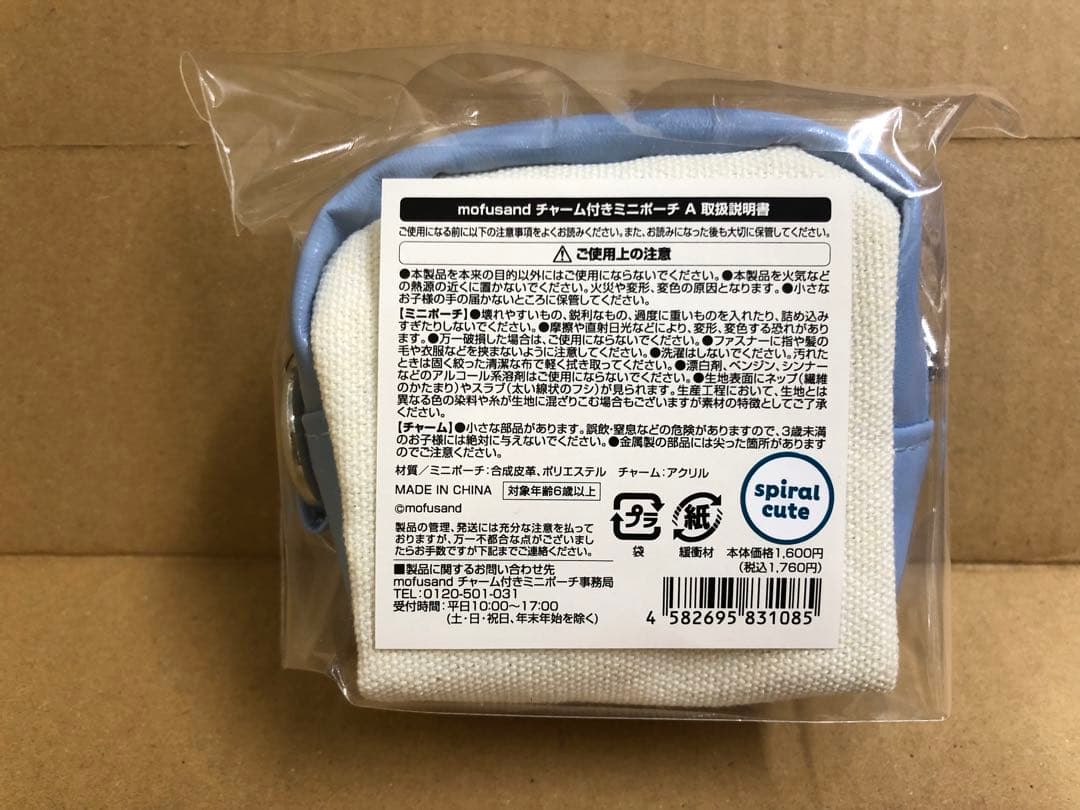 mofusand チャーム付きミニポーチ A 取扱説明書
ご使用になる前に以下の注意事項をよくお読みください。また、お読みになった後も大切に保管してください。
ご使用上の注意
●本製品を本来の目的以外にはご使用にならないでください。●本製品を火気など
の熱源の近くに置かないでください。火災や変形、変色の原因となります。●小さな
お子様の手の届かないところに保管してください。
【ミニポーチ】●壊れやすいもの、鋭利なもの、過度に重いものを入れたり、詰め込み
すぎたりしないでください。●摩擦や直射日光などにより、変形、変色する恐れがあり
ます。●万一破損した場合は、ご使用にならないでください。●ファスナーに指や髪の
毛や衣服などを挟まないように注意してください。●洗濯はしないでください。汚れた
ときは固く絞った清潔な布で軽く拭き取ってください。●漂白剤、ベンジン、シンナー
などのアルコール系溶剤はご使用にならないでください。●生地表面にネップ(繊維
のかたまり)やスラブ(太い線状のフシ)が見られます。生産工程において、生地とは
異なる色の染料や糸が生地に混ざりこむ場合もございますが素材の特徴としてご了承
ください。
【チャーム】●小さな部品があります。誤飲・窒息などの危険がありますので、3歳未満
のお子様には絶対に与えないでください。●金属製の部品には尖った箇所があります
のでご注意ください。
材質／ミニポーチ:合成皮革、ポリエステル チャーム:アクリル
MADE IN CHINA 対象年齢6歳以上
©mofusand
製品の管理、発送には充分な注意を払って
おりますが、万一不都合な点がございまし
たらお手数ですが下記までご連絡ください。
■製品に関するお問い合わせ先
mofusand チャーム付きミニポーチ事務局
TEL:0120-501-031
受付時間:平日10:00〜17:00
(土・日・祝日、年末年始を除く)
プラ
袋
紙
緩衝材
spiral
cute
本体価格1,600円
(税込1,760円)
4 582695 831085